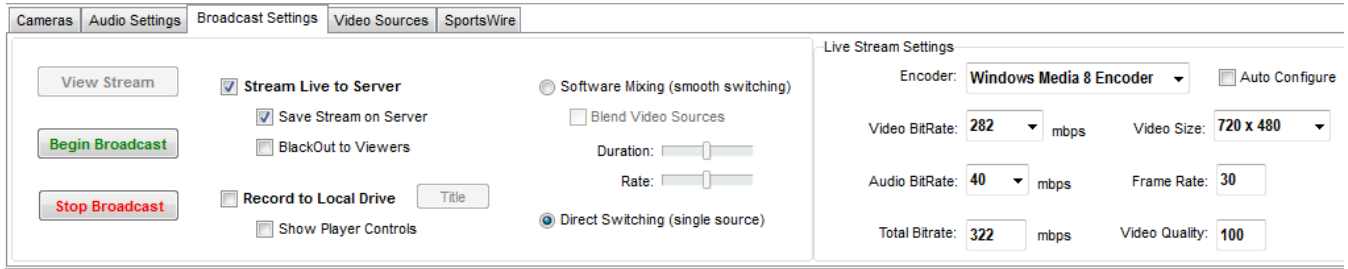 Cameras Audio Settings Broadcast Settings Video Sources SportsWire
View Stream
Begin Broadcast
Stop Broadcast
Stream Live to Server
Save Stream on Server
BlackOut to Viewers
Record to Local Drive Title
Show Player Controls
Software Mixing (smooth switching)
Blend Video Sources
Duration:
Rate:
Direct Switching (single source)
Live Stream Settings
Encoder: Windows Media 8 Encoder Auto Configure
Video BitRate: 282 mbps Video Size: 720 x 480
Audio BitRate: 40 mbps Frame Rate: 30
Total Bitrate: 322 mbps Video Quality: 100